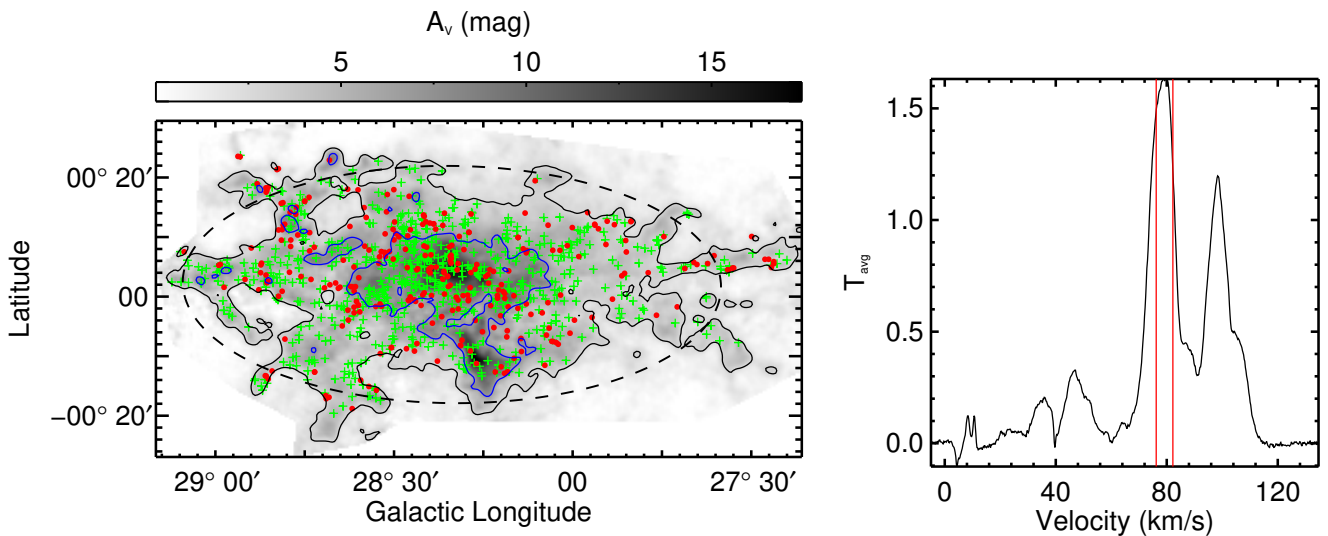 A_v (mag)
5 10 15
Latitude
00° 20′
00
−00° 20′
29° 00′ 28° 30′ 00 27° 30′
Galactic Longitude
T_avg
1.5
1.0
0.5
0.0
0 40 80 120
Velocity (km/s)